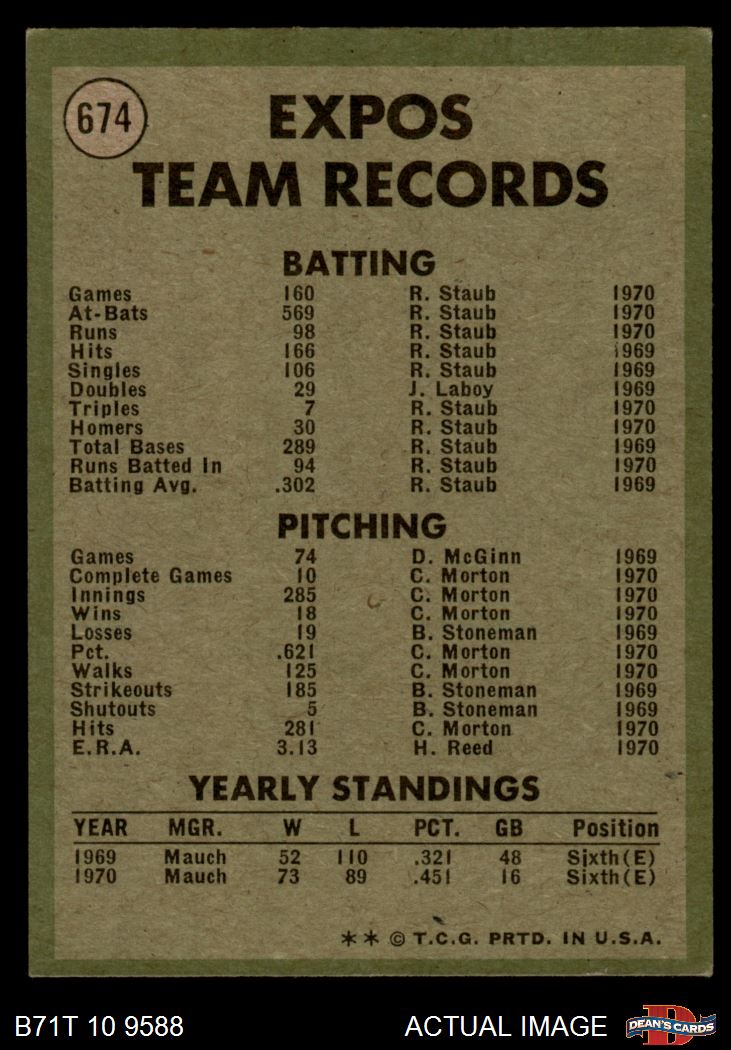 674
EXPOS
TEAM RECORDS
BATTING
Games 160 R. Staub 1970
At-Bats 569 R. Staub 1970
Runs 98 R. Staub 1970
Hits 166 R. Staub 1969
Singles 106 R. Staub 1969
Doubles 29 J. Laboy 1969
Triples 7 R. Staub 1970
Homers 30 R. Staub 1970
Total Bases 289 R. Staub 1969
Runs Batted In 94 R. Staub 1970
Batting Avg. .302 R. Staub 1969
PITCHING
Games 74 D. McGinn 1969
Complete Games 10 C. Morton 1970
Innings 285 C. Morton 1970
Wins 18 C. Morton 1970
Losses 19 B. Stoneman 1969
Pct. .621 C. Morton 1970
Walks 125 C. Morton 1970
Strikeouts 185 B. Stoneman 1969
Shutouts 5 B. Stoneman 1969
Hits 281 C. Morton 1970
E.R.A. 3.13 H. Reed 1970
YEARLY STANDINGS
YEAR MGR. W L PCT. GB Position
1969 Mauch 52 110 .321 48 Sixth(E)
1970 Mauch 73 89 .451 16 Sixth(E)
** © T.C.G. PRTD. IN U.S.A.
B71T 10 9588 ACTUAL IMAGE DEAN'S CARDS